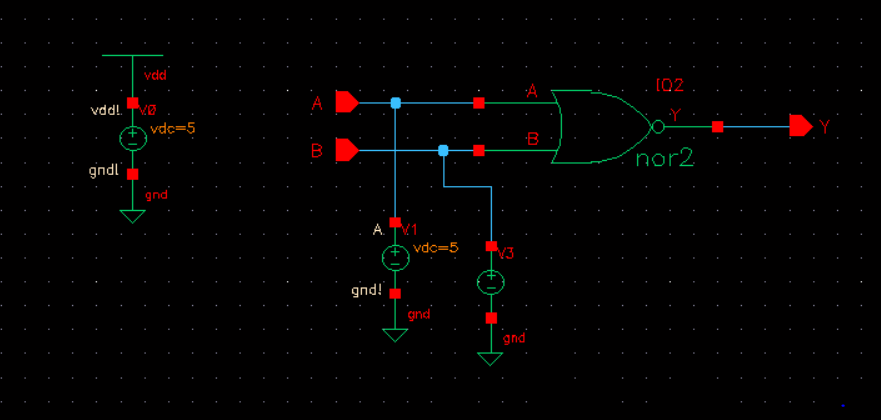 vdd
vdd!
V0
vdc=5
gnd!
gnd
A
B
A
B
I02
Y
nor2
Y
A
V1
vdc=5
gnd!
gnd
V3
gnd